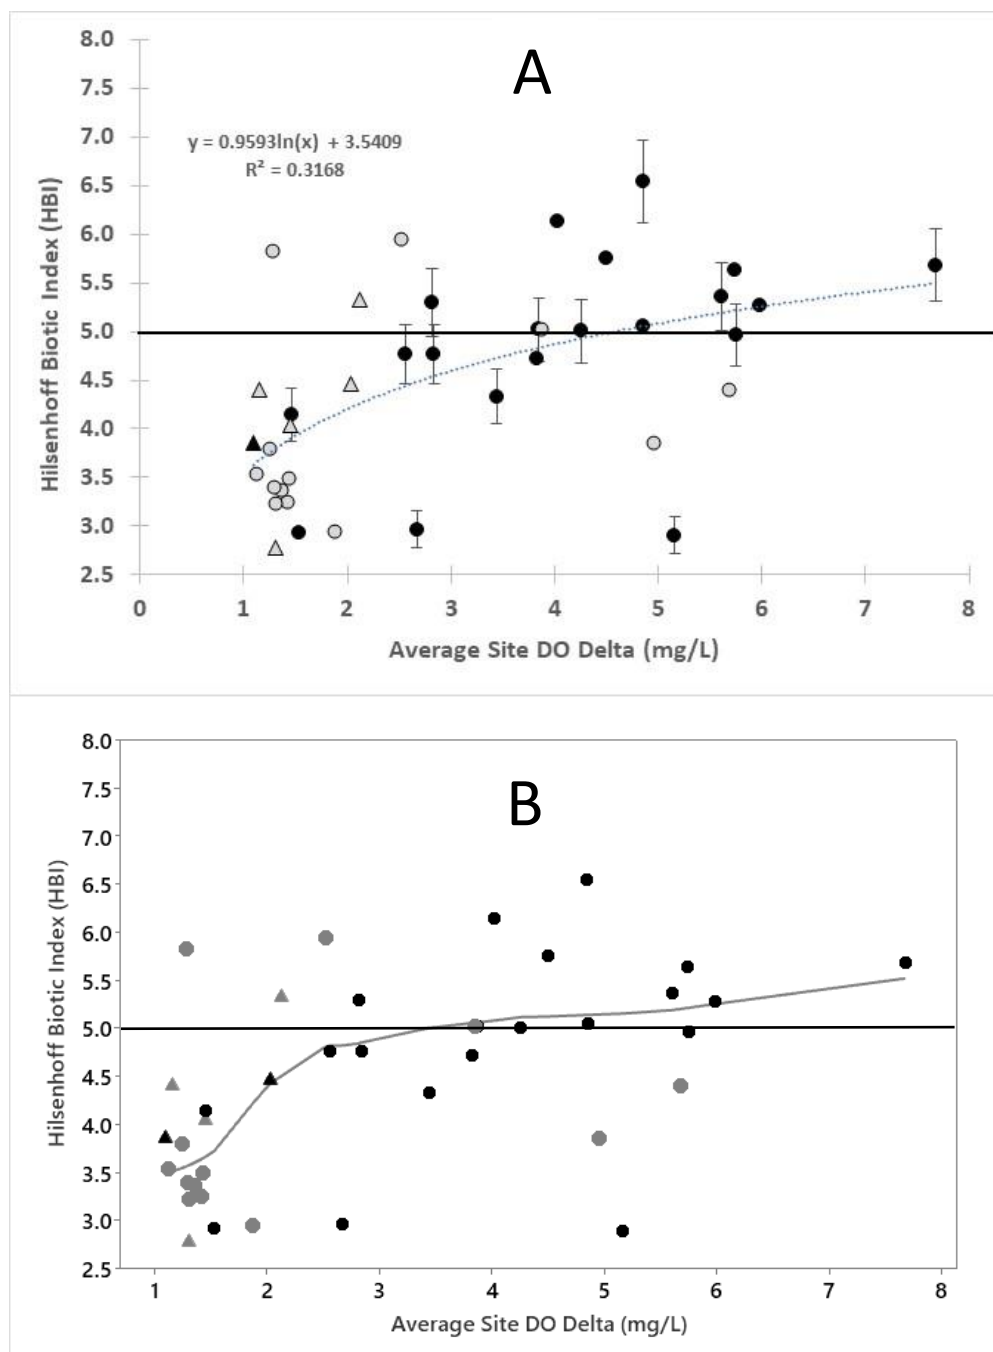 A
y = 0.9593ln(x) + 3.5409
R² = 0.3168
8.0
7.5
7.0
6.5
6.0
5.5
5.0
4.5
4.0
3.5
3.0
2.5
Hilsenhoff Biotic Index (HBI)
0 1 2 3 4 5 6 7 8
Average Site DO Delta (mg/L)
B
8.0
7.5
7.0
6.5
6.0
5.5
5.0
4.5
4.0
3.5
3.0
2.5
Hilsenhoff Biotic Index (HBI)
1 2 3 4 5 6 7 8
Average Site DO Delta (mg/L)